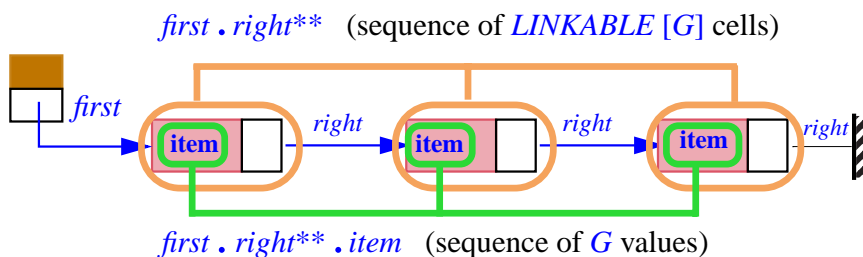 first . right** (sequence of LINKABLE [G] cells)
first
right
right
right
item
item
item
first . right** . item (sequence of G values)